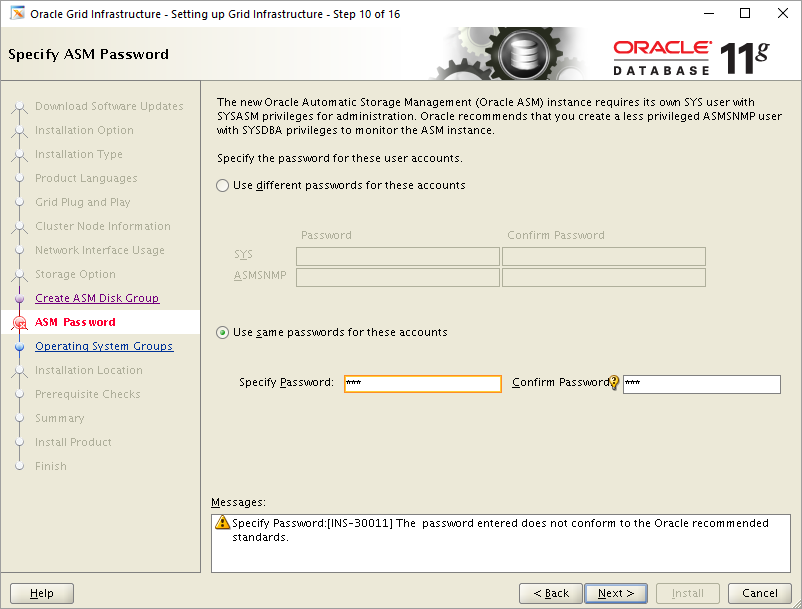 Oracle Grid Infrastructure - Setting up Grid Infrastructure - Step 10 of 16
Specify ASM Password
ORACLE
DATABASE 11g
Download Software Updates
Installation Option
Installation Type
Product Languages
Grid Plug and Play
Cluster Node Information
Network Interface Usage
Storage Option
Create ASM Disk Group
ASM Password
Operating System Groups
Installation Location
Prerequisite Checks
Summary
Install Product
Finish
The new Oracle Automatic Storage Management (Oracle ASM) instance requires its own SYS user with
SYSASM privileges for administration. Oracle recommends that you create a less privileged ASMSNMP user
with SYSDBA privileges to monitor the ASM instance.
Specify the password for these user accounts.
Use different passwords for these accounts
Password Confirm Password
SYS
ASMSNMP
Use same passwords for these accounts
Specify Password: *** Confirm Password ***
Messages:
Specify Password:[INS-30011] The  password entered does not conform to the Oracle recommended
standards.
Help < Back Next > Install Cancel